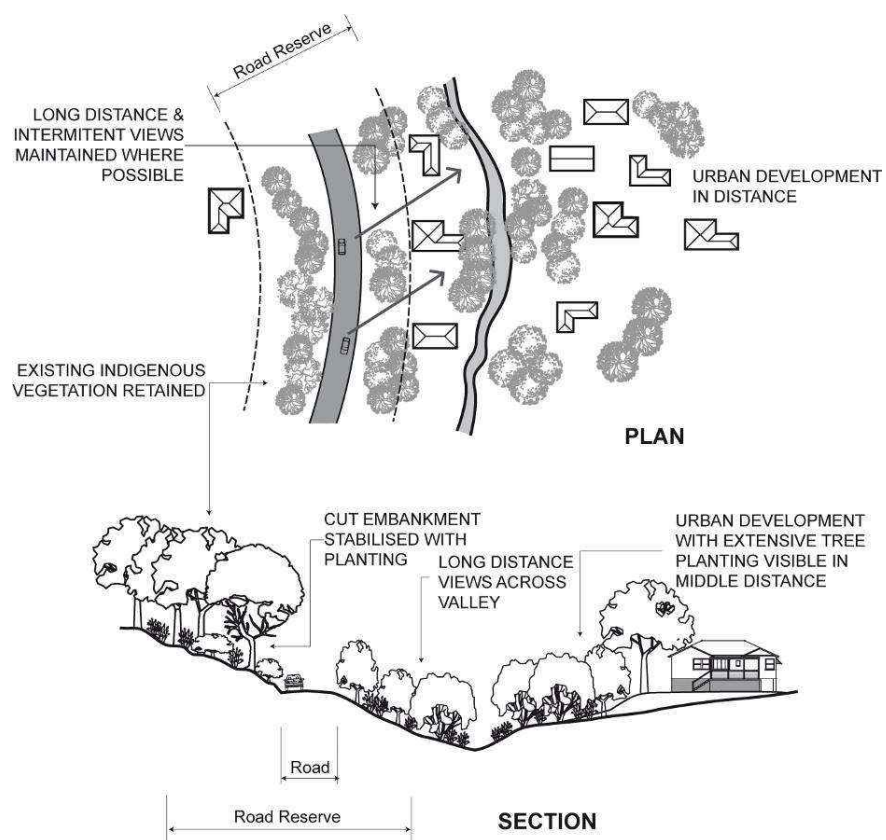 Road Reserve
LONG DISTANCE &
INTERMITENT VIEWS
MAINTAINED WHERE
POSSIBLE
URBAN DEVELOPMENT
IN DISTANCE
EXISTING INDIGENOUS
VEGETATION RETAINED
PLAN
CUT EMBANKMENT
STABILISED WITH
PLANTING
LONG DISTANCE
VIEWS ACROSS
VALLEY
URBAN DEVELOPMENT
WITH EXTENSIVE TREE
PLANTING VISIBLE IN
MIDDLE DISTANCE
Road
Road Reserve
SECTION